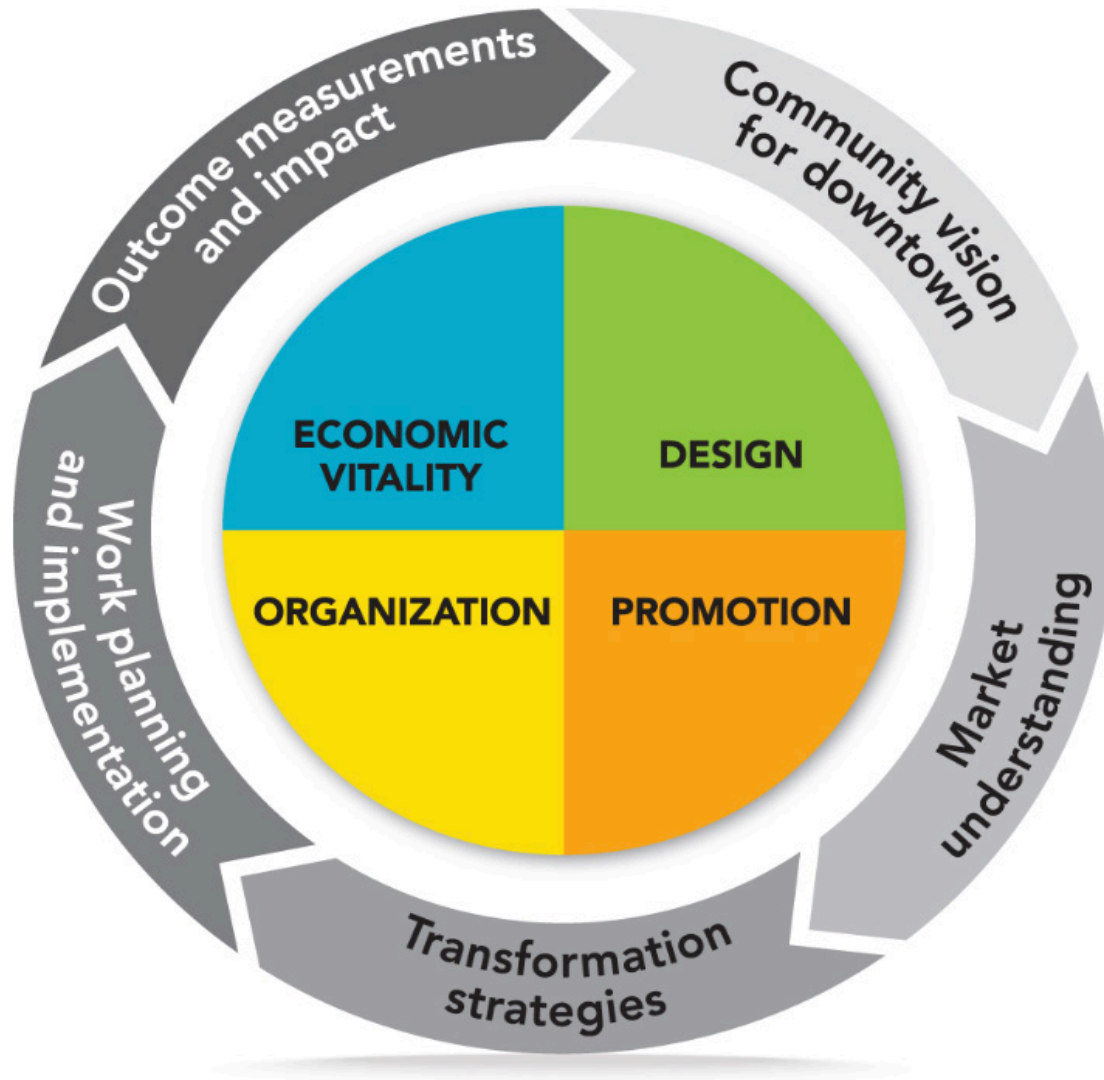 Outcome measurements
and impact
Community vision
for downtown
ECONOMIC
VITALITY
DESIGN
ORGANIZATION
PROMOTION
Work planning
and implementation
Market
understanding
Transformation
strategies